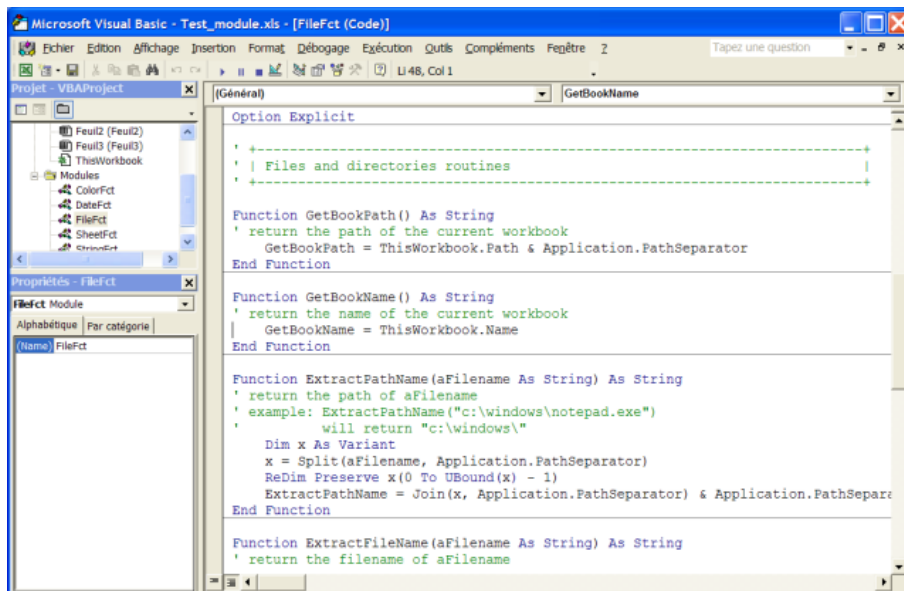 Microsoft Visual Basic - Test_module.xls - [FileFct (Code)]
Fichier Edition Affichage Insertion Format Débogage Exécution Outils Compléments Fenêtre ? Tapez une question
Li 48, Col 1
Projet - VBAProject
(Général) GetBookName
Feuil2 (Feuil2)
Feuil3 (Feuil3)
ThisWorkbook
Modules
ColorFct
DateFct
FileFct
SheetFct
StringFct
Propriétés - FileFct
FileFct Module
Alphabétique Par catégorie
(Name) FileFct
Option Explicit
' +--------------------------------------------------------------------------+
' | Files and directories routines |
' +--------------------------------------------------------------------------+
Function GetBookPath() As String
' return the path of the current workbook
GetBookPath = ThisWorkbook.Path & Application.PathSeparator
End Function
Function GetBookName() As String
' return the name of the current workbook
GetBookName = ThisWorkbook.Name
End Function
Function ExtractPathName(aFilename As String) As String
' return the path of aFilename
' example: ExtractPathName("c:\windows\notepad.exe")
' will return "c:\windows\"
Dim x As Variant
x = Split(aFilename, Application.PathSeparator)
ReDim Preserve x(0 To UBound(x) - 1)
ExtractPathName = Join(x, Application.PathSeparator) & Application.PathSepara
End Function
Function ExtractFileName(aFilename As String) As String
' return the filename of aFilename